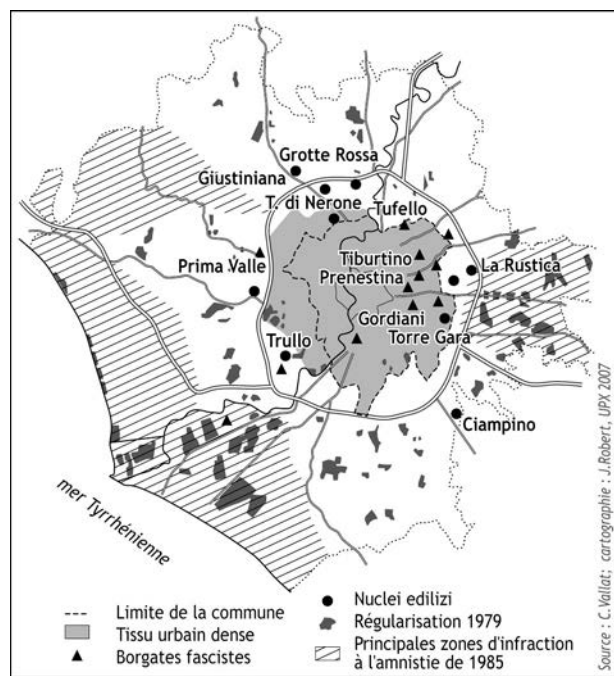 Grotte Rossa
Giustiniana
T. di Nerone
Tufello
Tiburtino
Prima Valle
Prenestina
La Rustica
Gordiani
Trullo
Torre Gara
Ciampino
mer Tyrrhénienne
Limite de la commune
Tissu urbain dense
Borgates fascistes
Nuclei edilizi
Régularisation 1979
Principales zones d'infraction
à l'amnistie de 1985
Source : C.Vallat; cartographie : J.Robert, UPX 2007